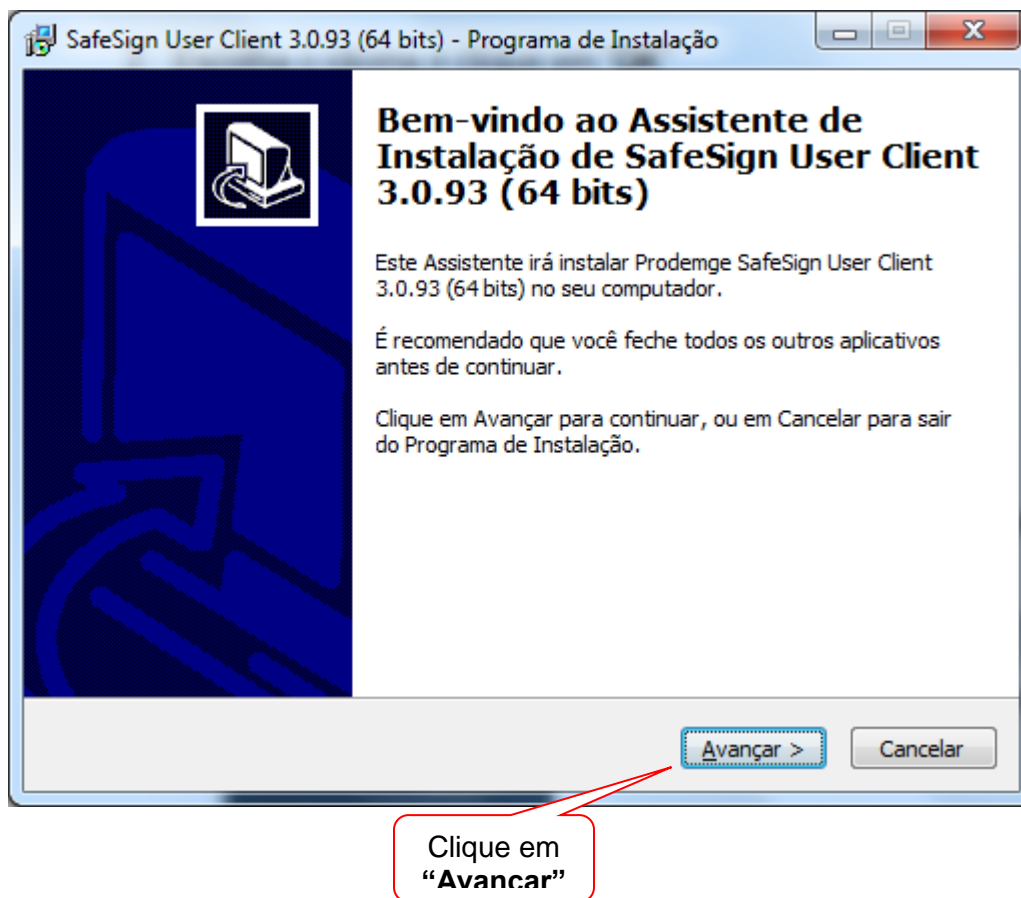 SafeSign User Client 3.0.93 (64 bits) - Programa de Instalação
Bem-vindo ao Assistente de
Instalação de SafeSign User Client
3.0.93 (64 bits)
Este Assistente irá instalar Prodemge SafeSign User Client
3.0.93 (64 bits) no seu computador.
É recomendado que você feche todos os outros aplicativos
antes de continuar.
Clique em Avançar para continuar, ou em Cancelar para sair
do Programa de Instalação.
Avançar >
Cancelar
Clique em
“Avançar”